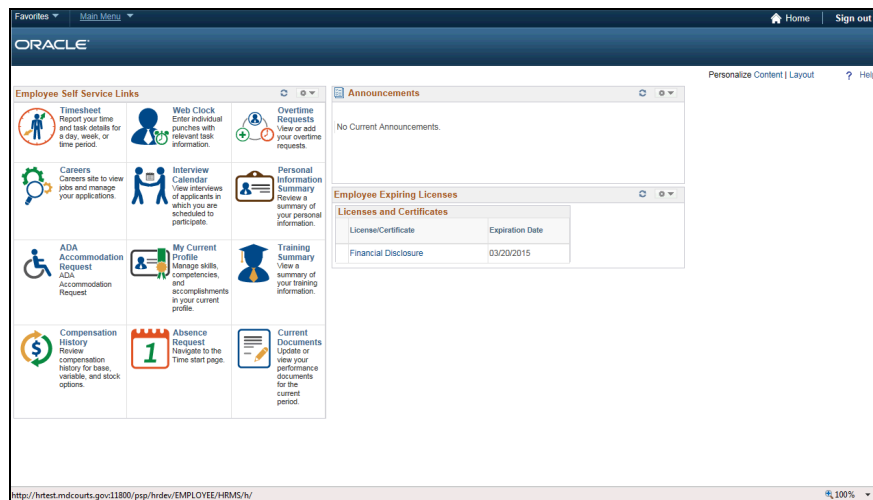 Favorites Main Menu Home Sign out
ORACLE
Personalize Content | Layout ? Help
Employee Self Service Links
Timesheet
Report your time
and task details for
a day, week, or
time period.
Web Clock
Enter individual
punches with
relevant task
information.
Overtime
Requests
View or add
your overtime
requests.
Careers
Careers site to view
jobs and manage
your applications.
Interview
Calendar
View interviews
of applicants in
which you are
scheduled to
participate.
Personal
Information
Summary
Review a
summary of
your personal
information.
ADA
Accommodation
Request
ADA
Accommodation
Request
My Current
Profile
Manage skills,
competencies,
and
accomplishments
in your current
profile.
Training
Summary
View a
summary of
your training
information.
Compensation
History
Review
compensation
history for base,
variable, and stock
options.
1
Absence
Request
Navigate to the
Time start page.
Current
Documents
Update or
view your
performance
documents
for the
current
period.
Announcements
No Current Announcements.
Employee Expiring Licenses
Licenses and Certificates
License/Certificate Expiration Date
Financial Disclosure 03/20/2015
http://hrtest.mdcourts.gov:11800/psp/hrdev/EMPLOYEE/HRMS/h/ 100%